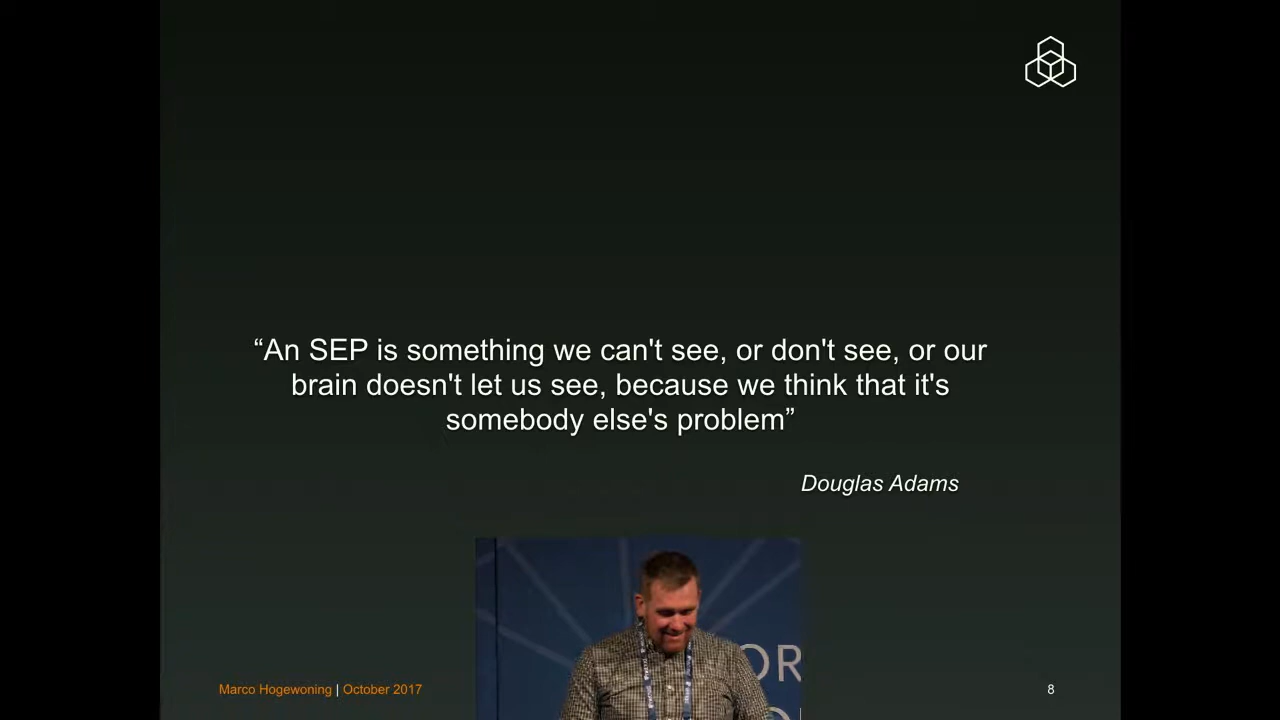 “An SEP is something we can't see, or don't see, or our
brain doesn't let us see, because we think that it's
somebody else's problem”
Douglas Adams
OR
Marco Hogewoning | October 2017
8